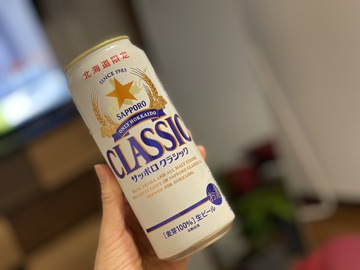 北海道限定
SINCE 1985
SAPPORO
ONLY HOKKAIDO
CLASSIC
サッポロ クラシック
[麦芽100%] 生ビール